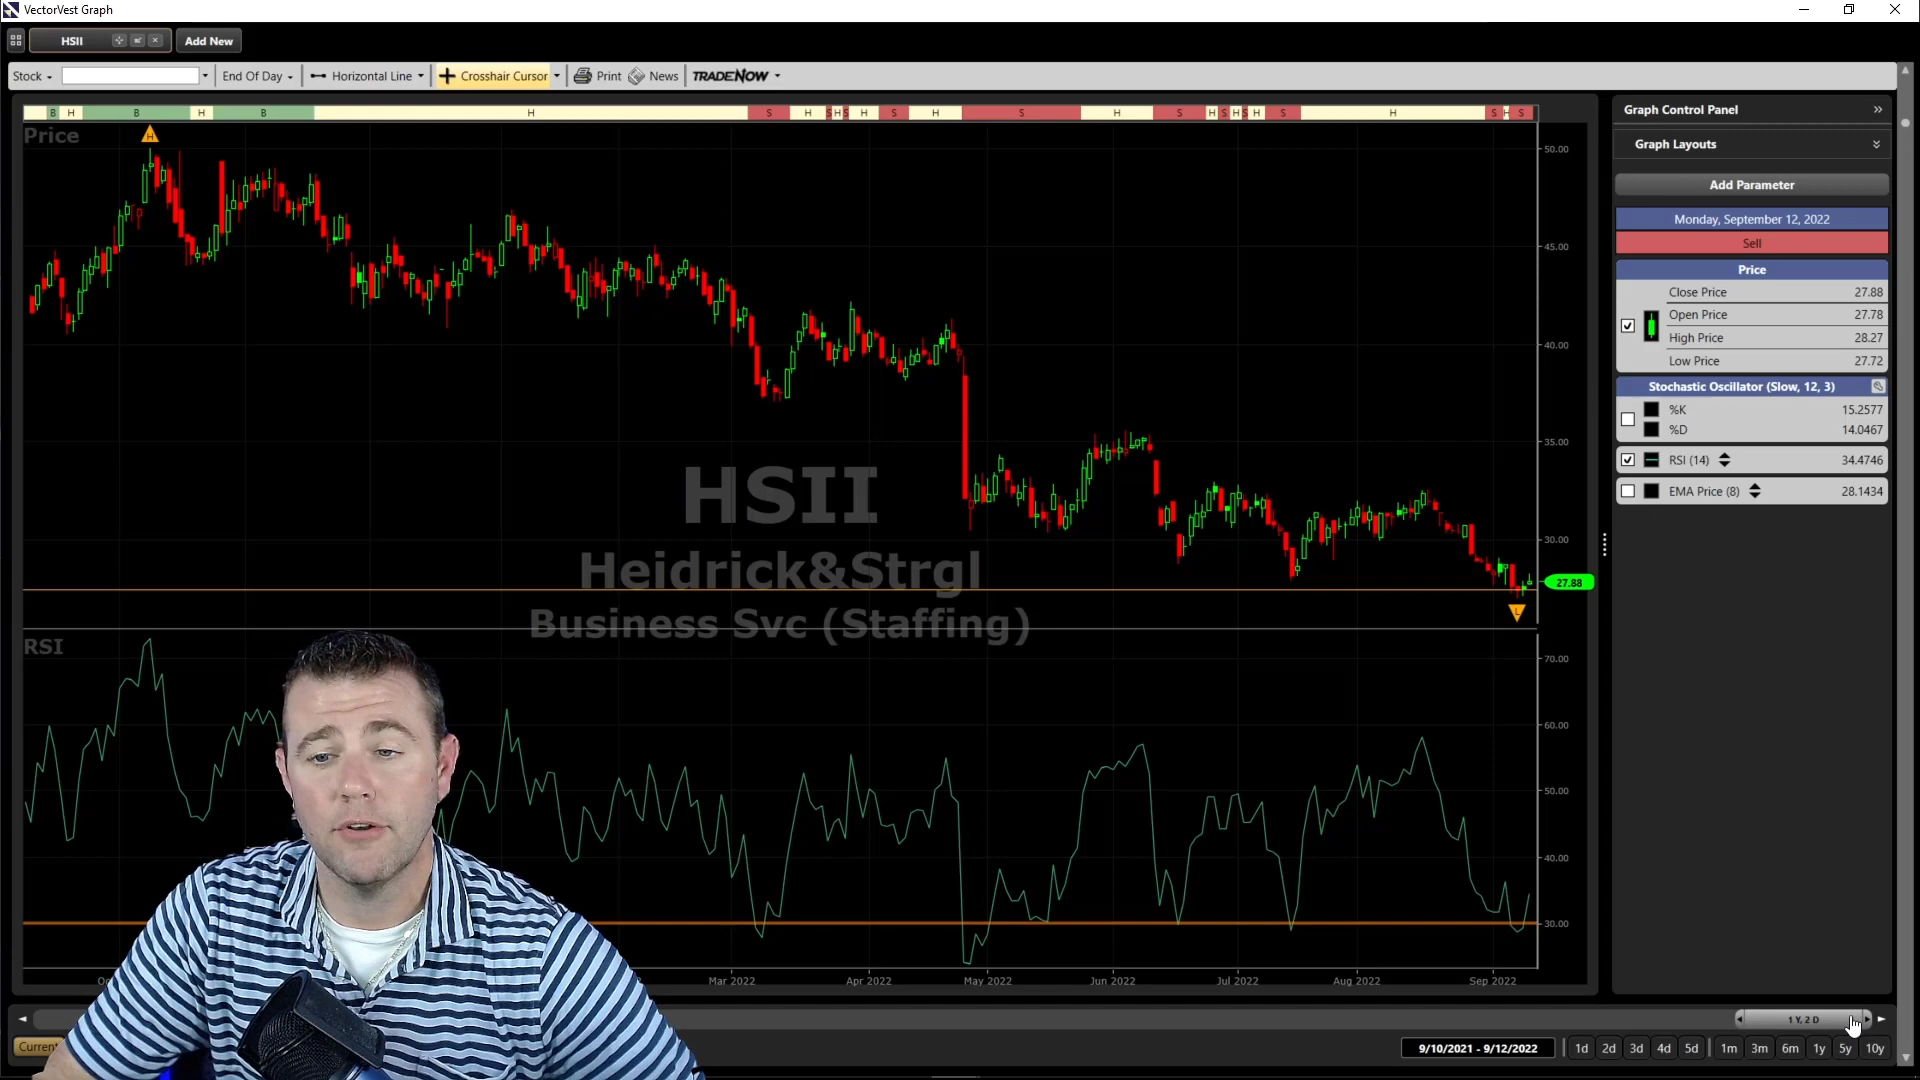 VectorVest Graph
HSII
Add New
Stock
End Of Day
Horizontal Line
Crosshair Cursor
Print
News
TRADENOW
B H B H B H S H S H S H S H S H S H S H S H S H S H S
Price
H
50.00
45.00
40.00
35.00
30.00
27.88
HSII
Heidrick&Strgl
Business Svc (Staffing)
L
RSI
70.00
60.00
50.00
40.00
30.00
Mar 2022
Apr 2022
May 2022
Jun 2022
Jul 2022
Aug 2022
Sep 2022
Graph Control Panel
Graph Layouts
Add Parameter
Monday, September 12, 2022
Sell
Price
Close Price 27.88
Open Price 27.78
High Price 28.27
Low Price 27.72
Stochastic Oscillator (Slow, 12, 3)
%K 15.2577
%D 14.0467
RSI (14) 34.4746
EMA Price (8) 28.1434
1 Y, 2 D
Current
9/10/2021 - 9/12/2022
1d 2d 3d 4d 5d 1m 3m 6m 1y 5y 10y